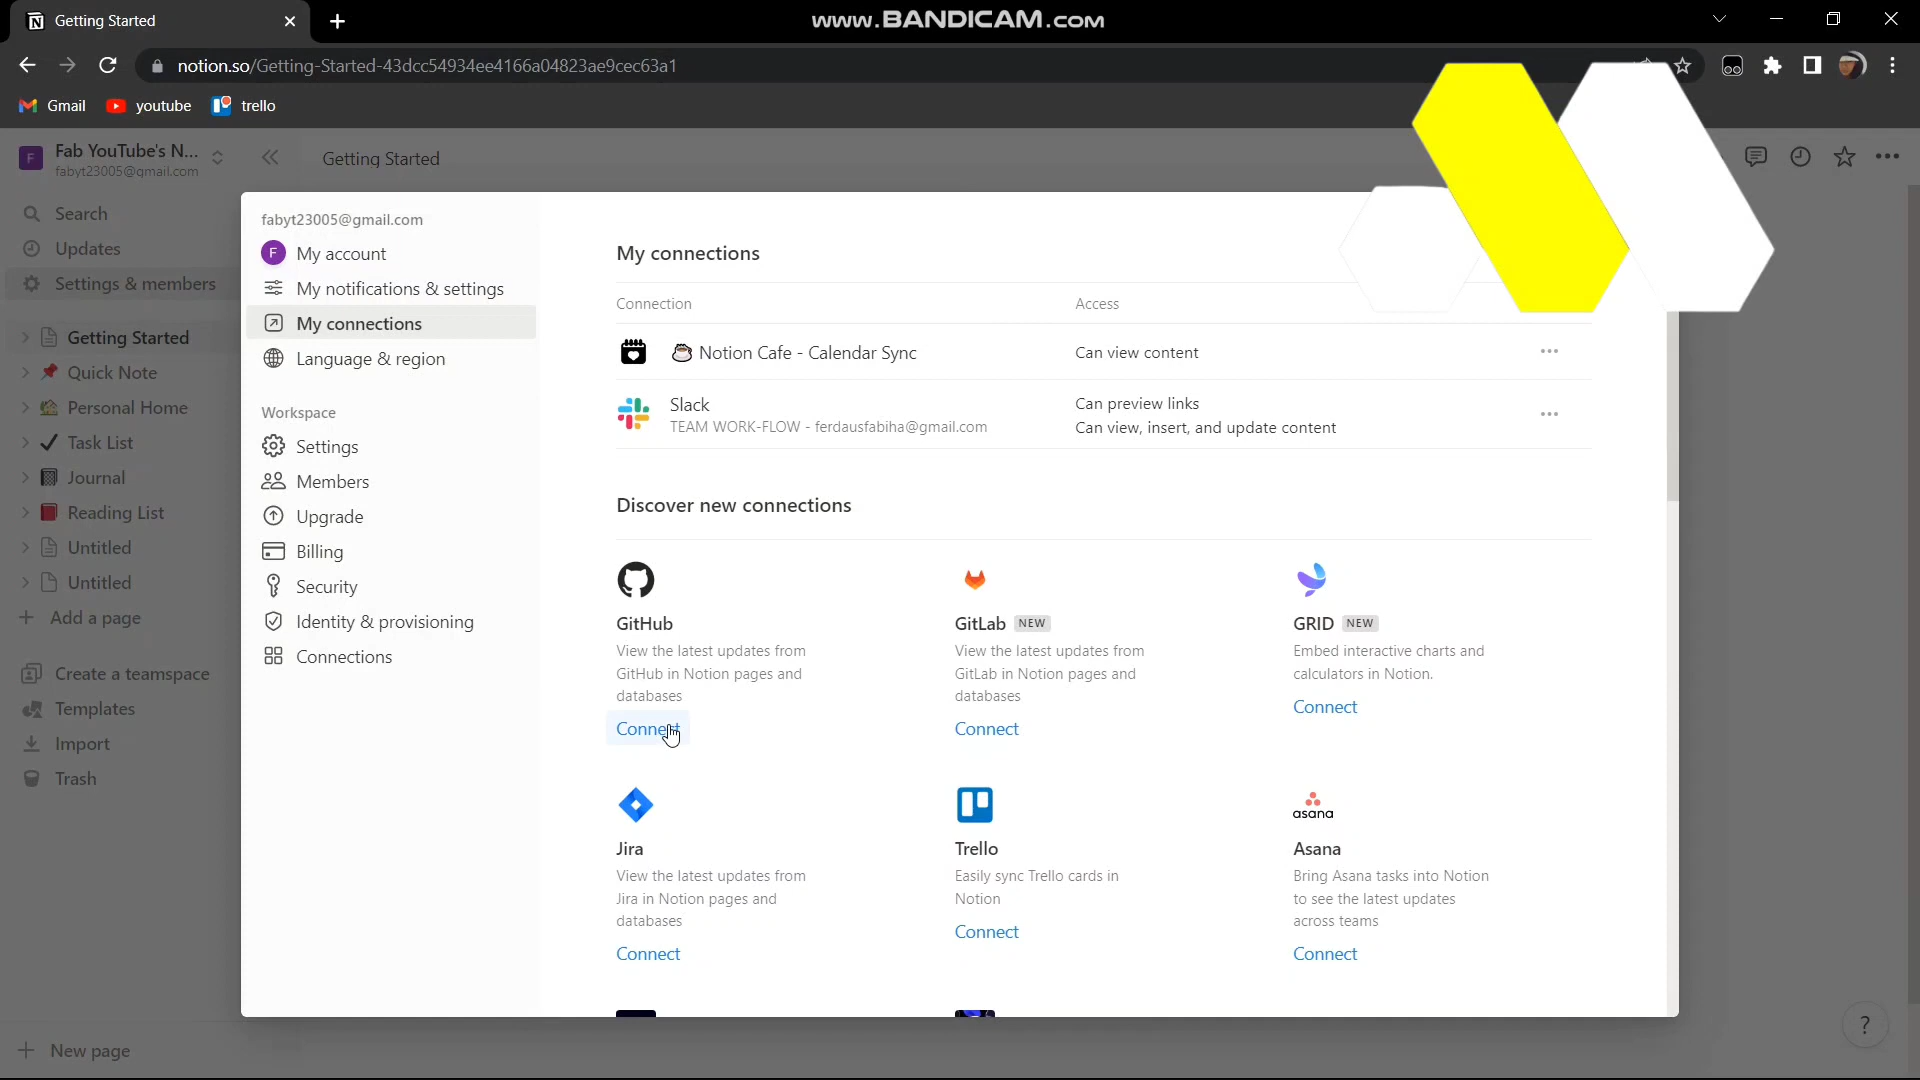 Getting Started
www.BANDICAM.com
notion.so/Getting-Started-43dcc54934ee4166a04823ae9cec63a1
Gmail
youtube
trello
F
Fab YouTube's N...
fabyt23005@gmail.com
Getting Started
Search
Updates
Settings & members
Getting Started
Quick Note
Personal Home
Task List
Journal
Reading List
Untitled
Untitled
Add a page
Create a teamspace
Templates
Import
Trash
New page
fabyt23005@gmail.com
F
My account
My notifications & settings
My connections
Language & region
Workspace
Settings
Members
Upgrade
Billing
Security
Identity & provisioning
Connections
My connections
Connection
Access
Notion Cafe - Calendar Sync
Can view content
Slack
TEAM WORK-FLOW - ferdausfabiha@gmail.com
Can preview links
Can view, insert, and update content
Discover new connections
GitHub
View the latest updates from
GitHub in Notion pages and
databases
Connect
GitLab NEW
View the latest updates from
GitLab in Notion pages and
databases
Connect
GRID NEW
Embed interactive charts and
calculators in Notion.
Connect
Jira
View the latest updates from
Jira in Notion pages and
databases
Connect
Trello
Easily sync Trello cards in
Notion
Connect
asana
Asana
Bring Asana tasks into Notion
to see the latest updates
across teams
Connect
?